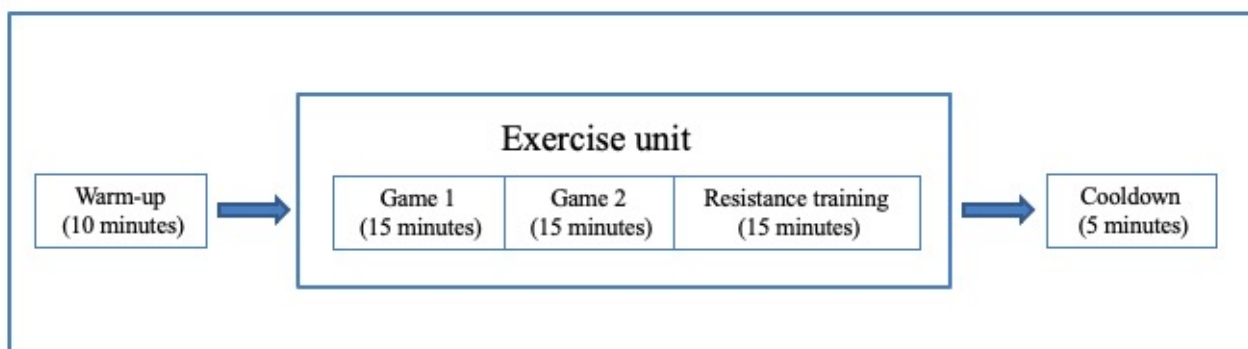 Exercise unit
Warm-up
(10 minutes)
Game 1
(15 minutes)
Game 2
(15 minutes)
Resistance training
(15 minutes)
Cooldown
(5 minutes)